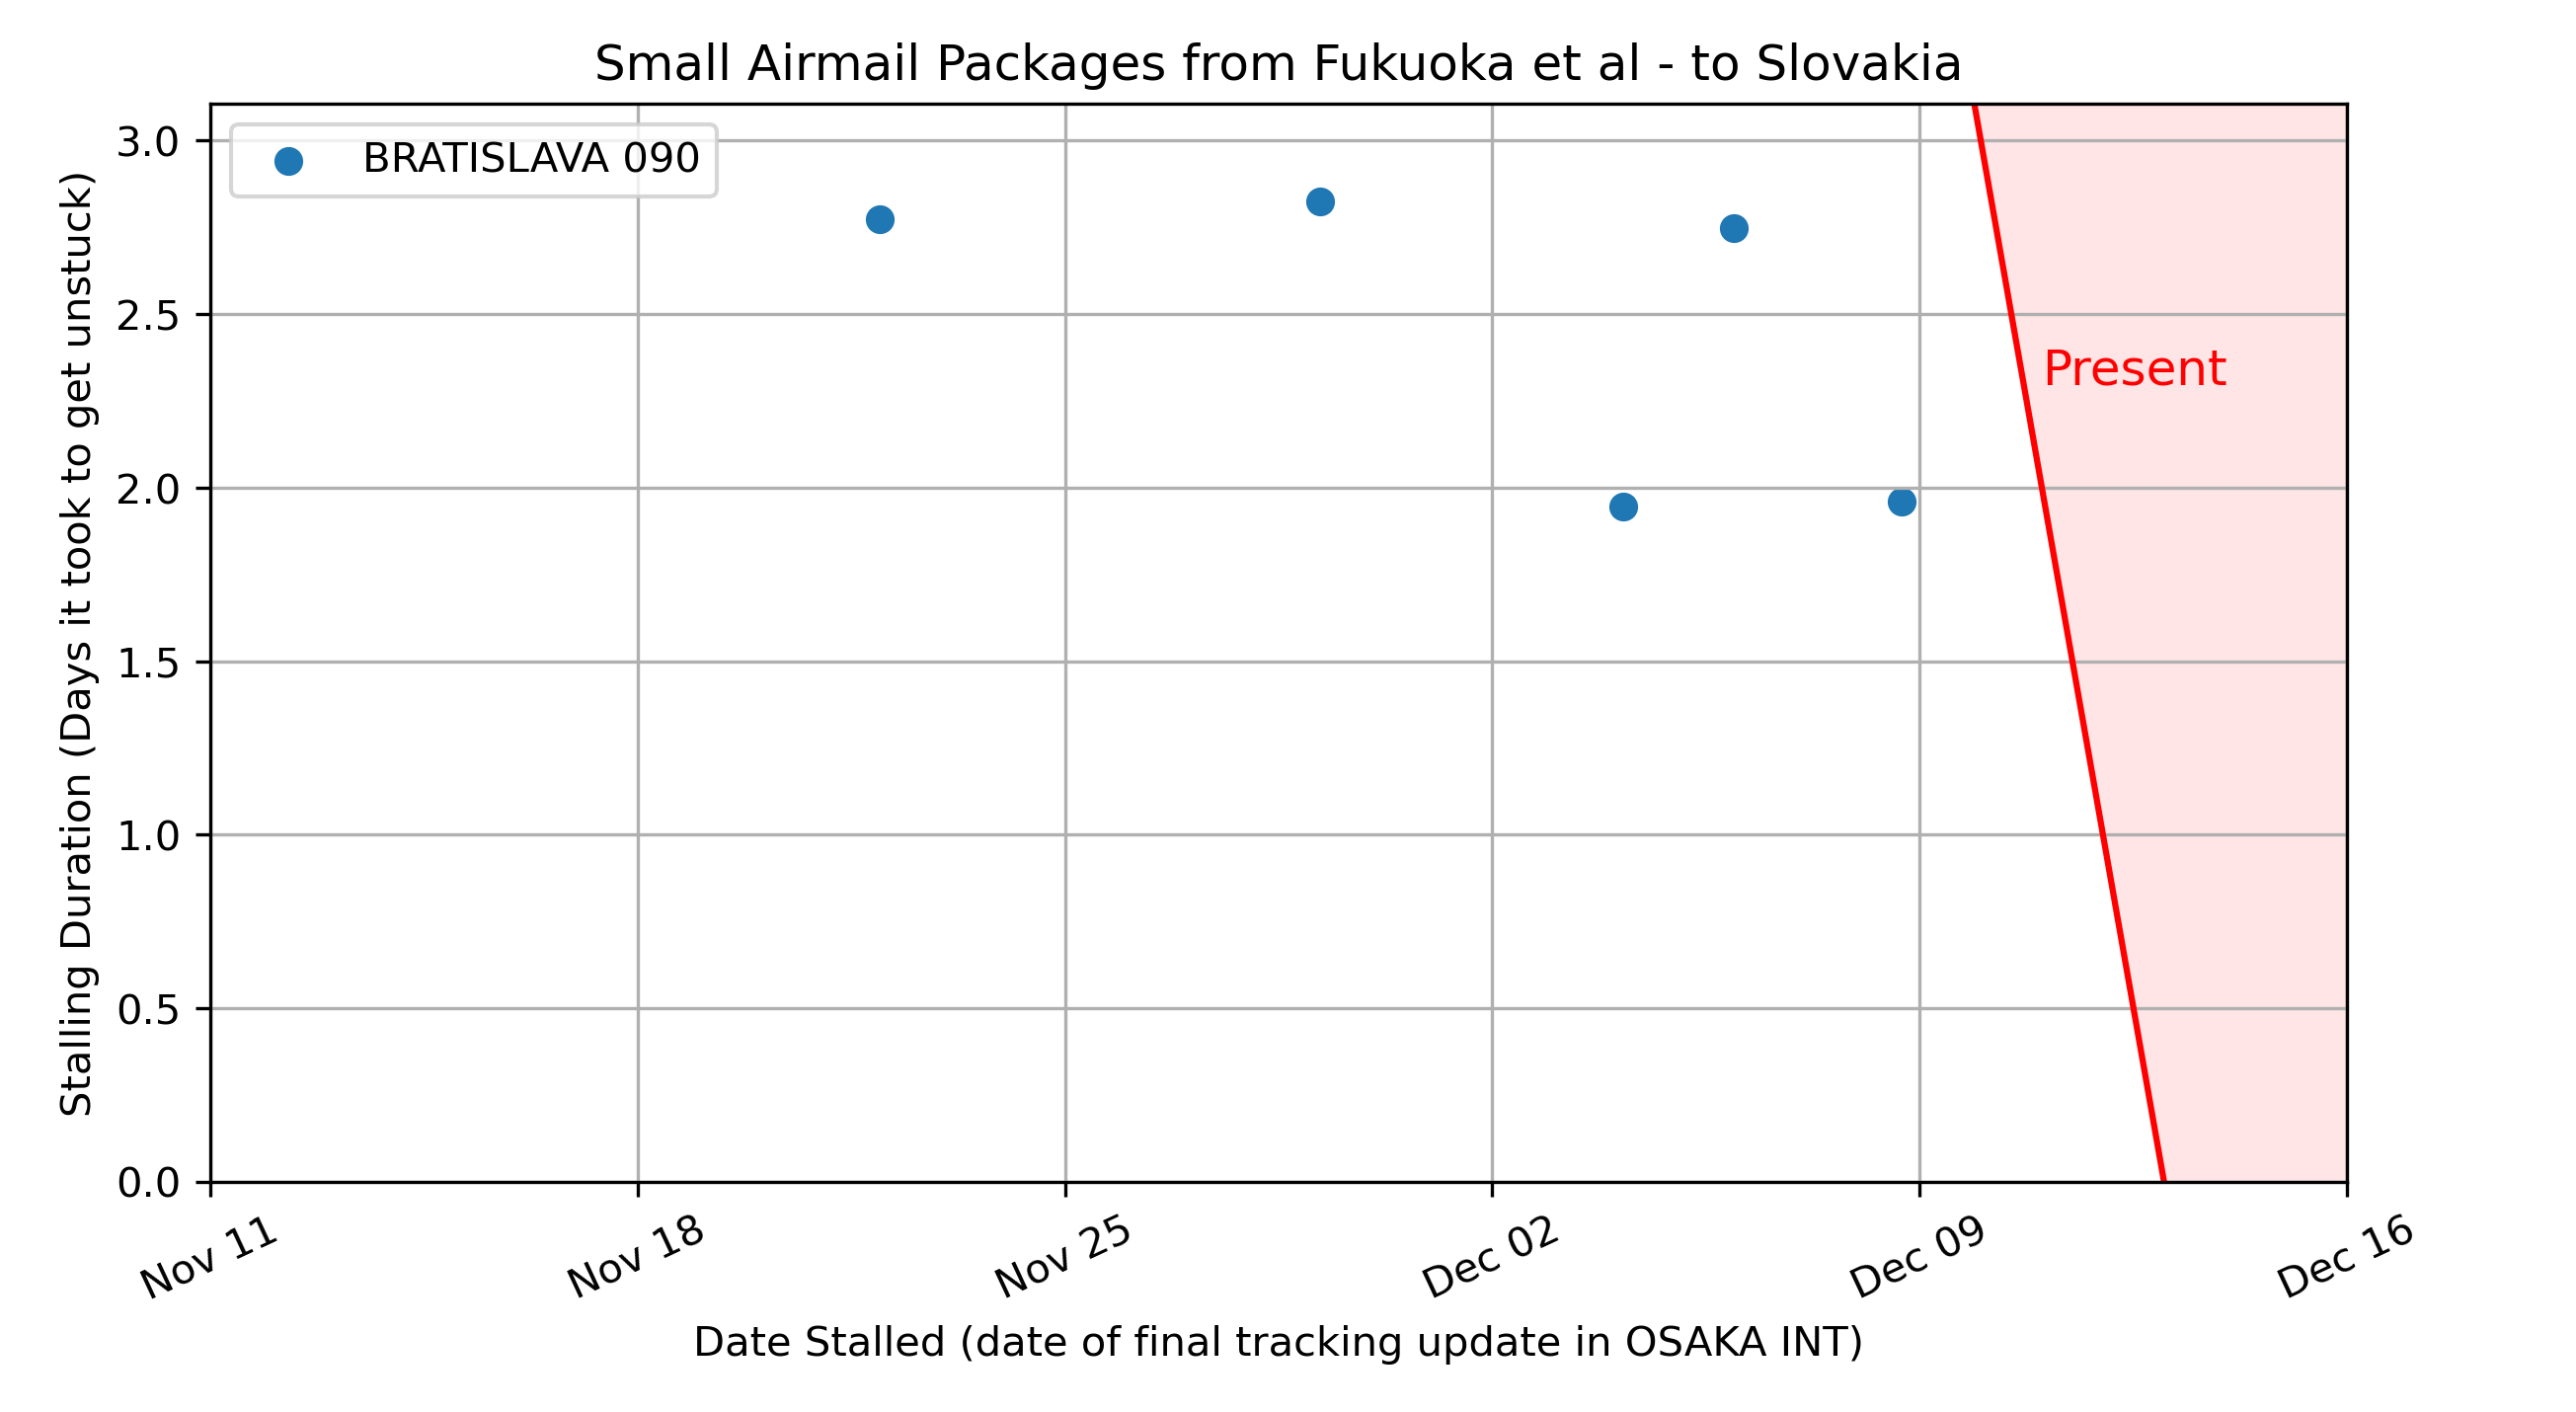 Small Airmail Packages from Fukuoka et al - to Slovakia
BRATISLAVA 090
Present
Stalling Duration (Days it took to get unstuck)
3.0
2.5
2.0
1.5
1.0
0.5
0.0
Nov 11
Nov 18
Nov 25
Dec 02
Dec 09
Dec 16
Date Stalled (date of final tracking update in OSAKA INT)